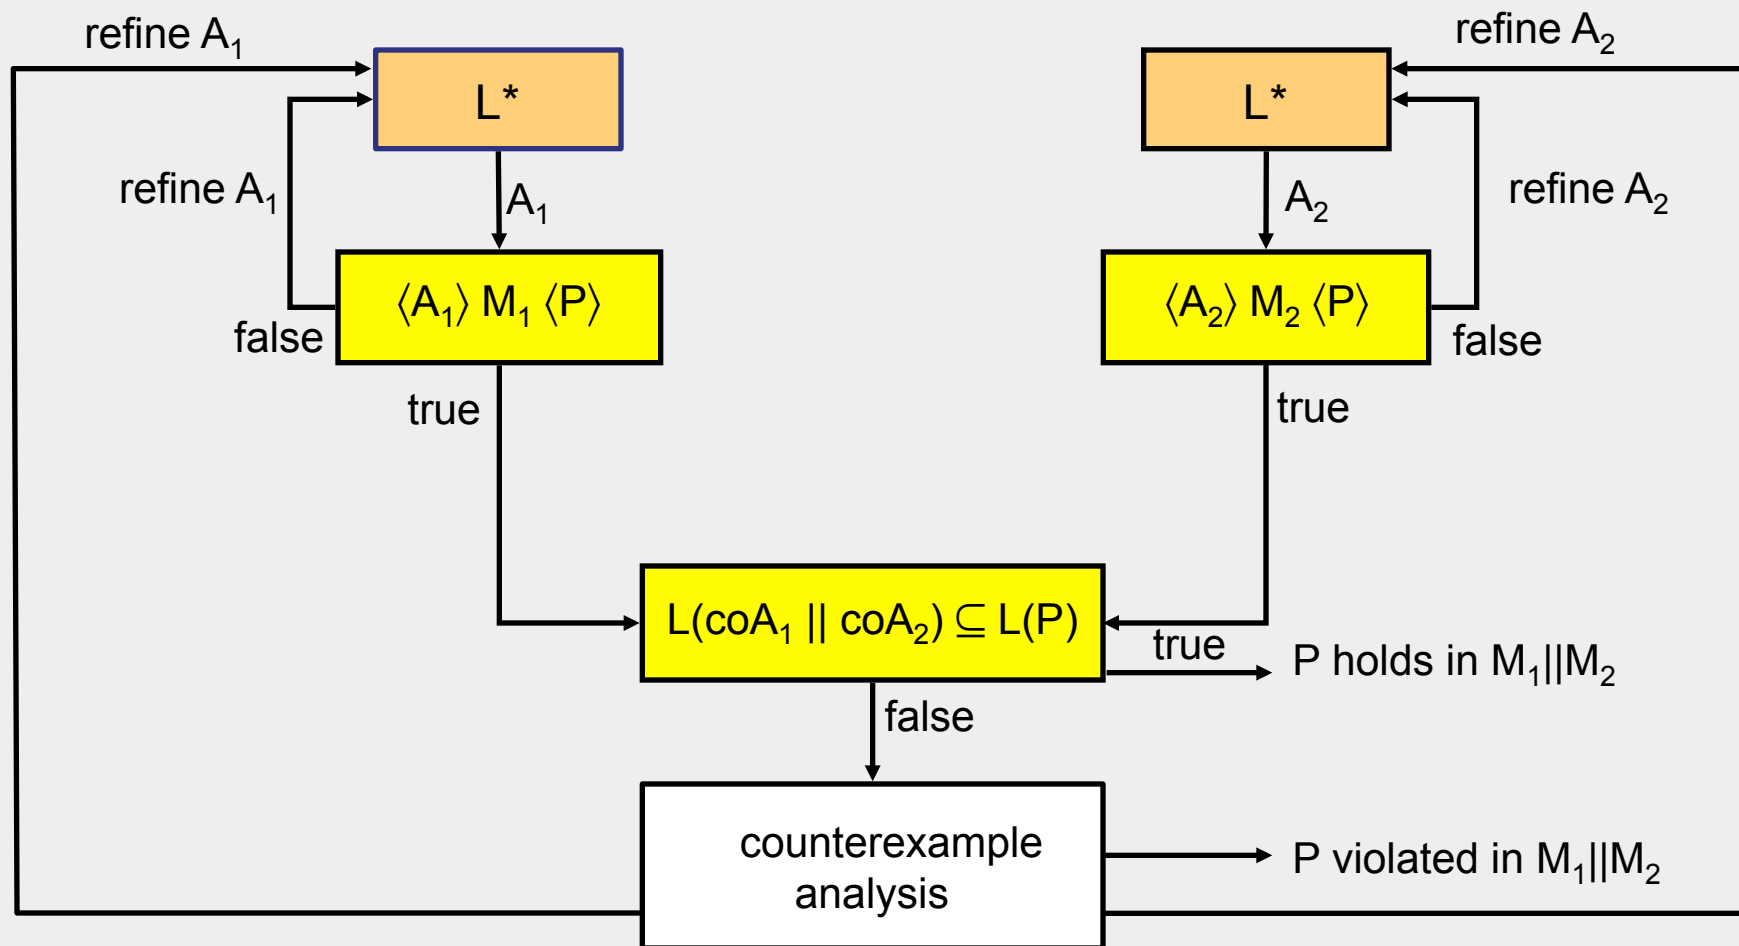 refine A₁
refine A₂
L*
L*
refine A₁
refine A₂
A₁
A₂
⟨A₁⟩ M₁ ⟨P⟩
⟨A₂⟩ M₂ ⟨P⟩
false
false
true
true
L(coA₁ || coA₂) ⊆ L(P)
true
P holds in M₁||M₂
false
counterexample
analysis
P violated in M₁||M₂